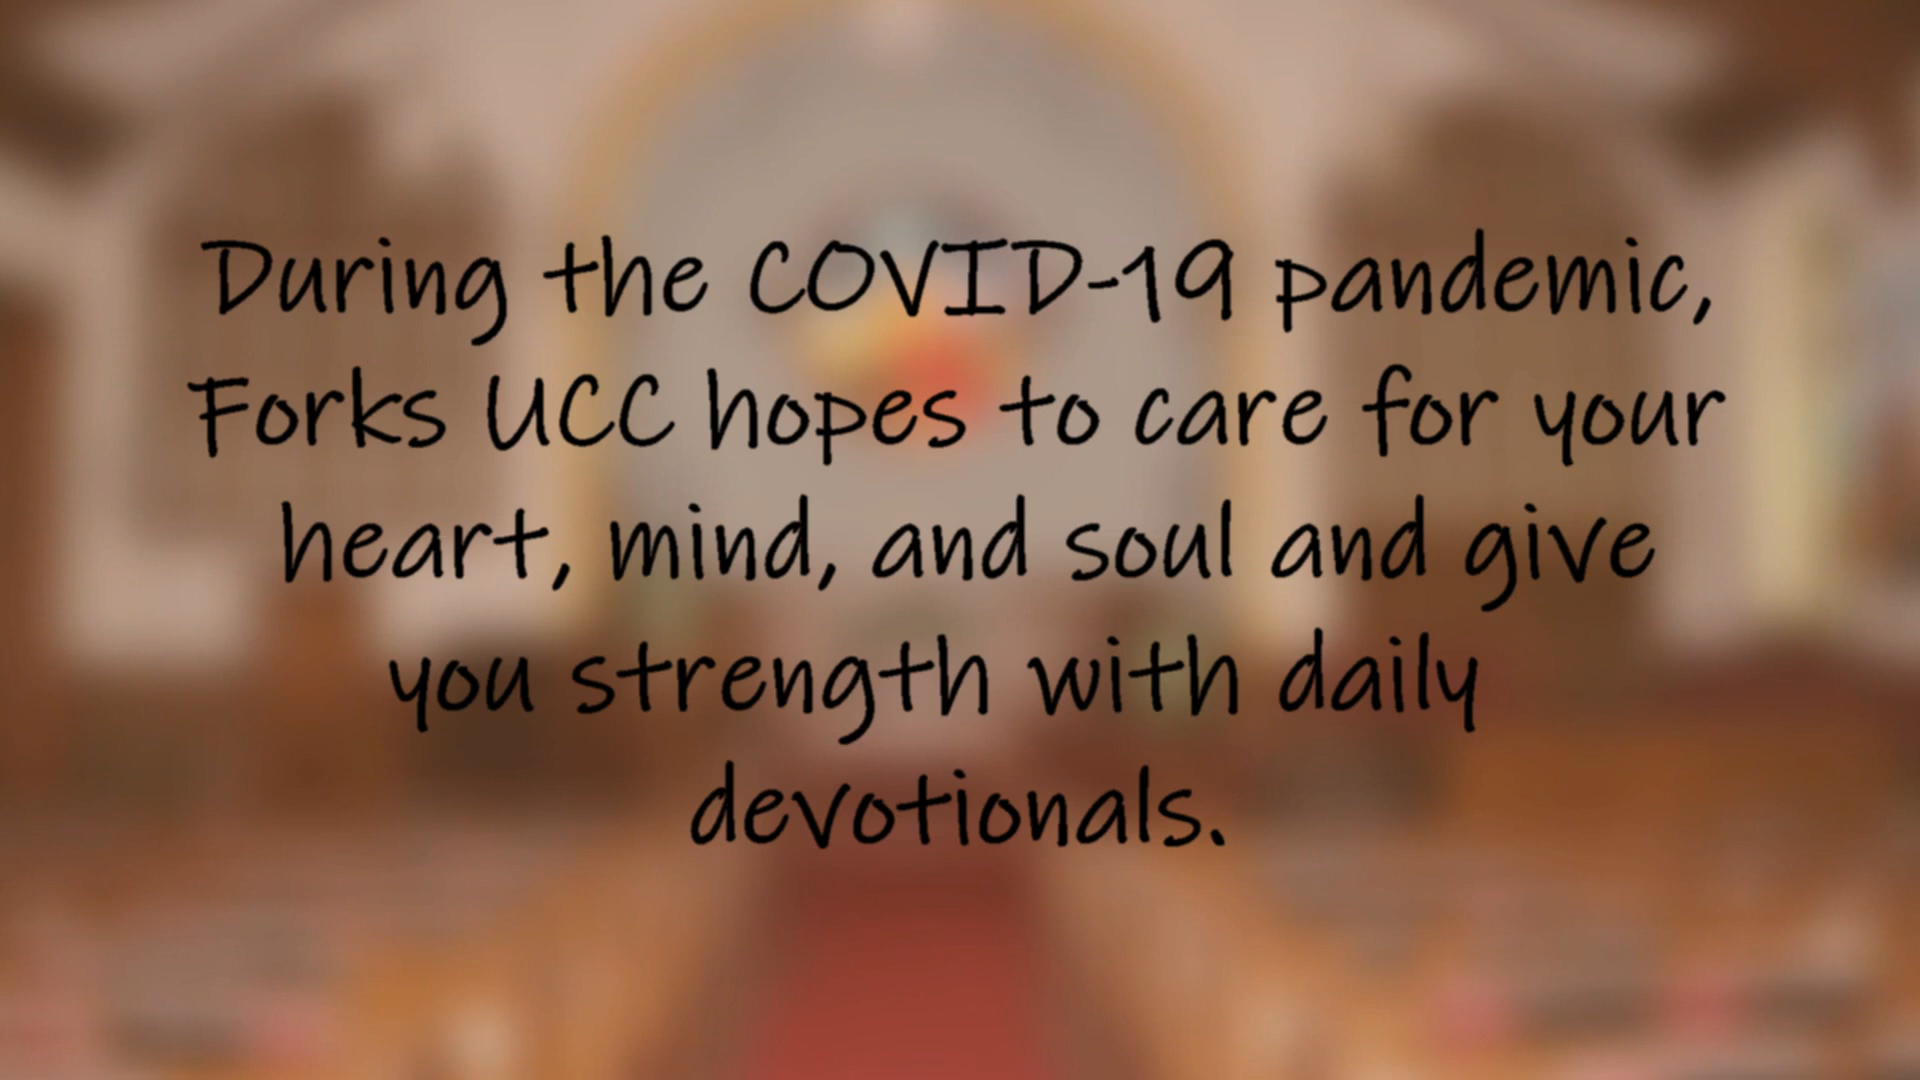 During the COVID-19 pandemic,
Forks UCC hopes to care for your
heart, mind, and soul and give
you strength with daily
devotionals.